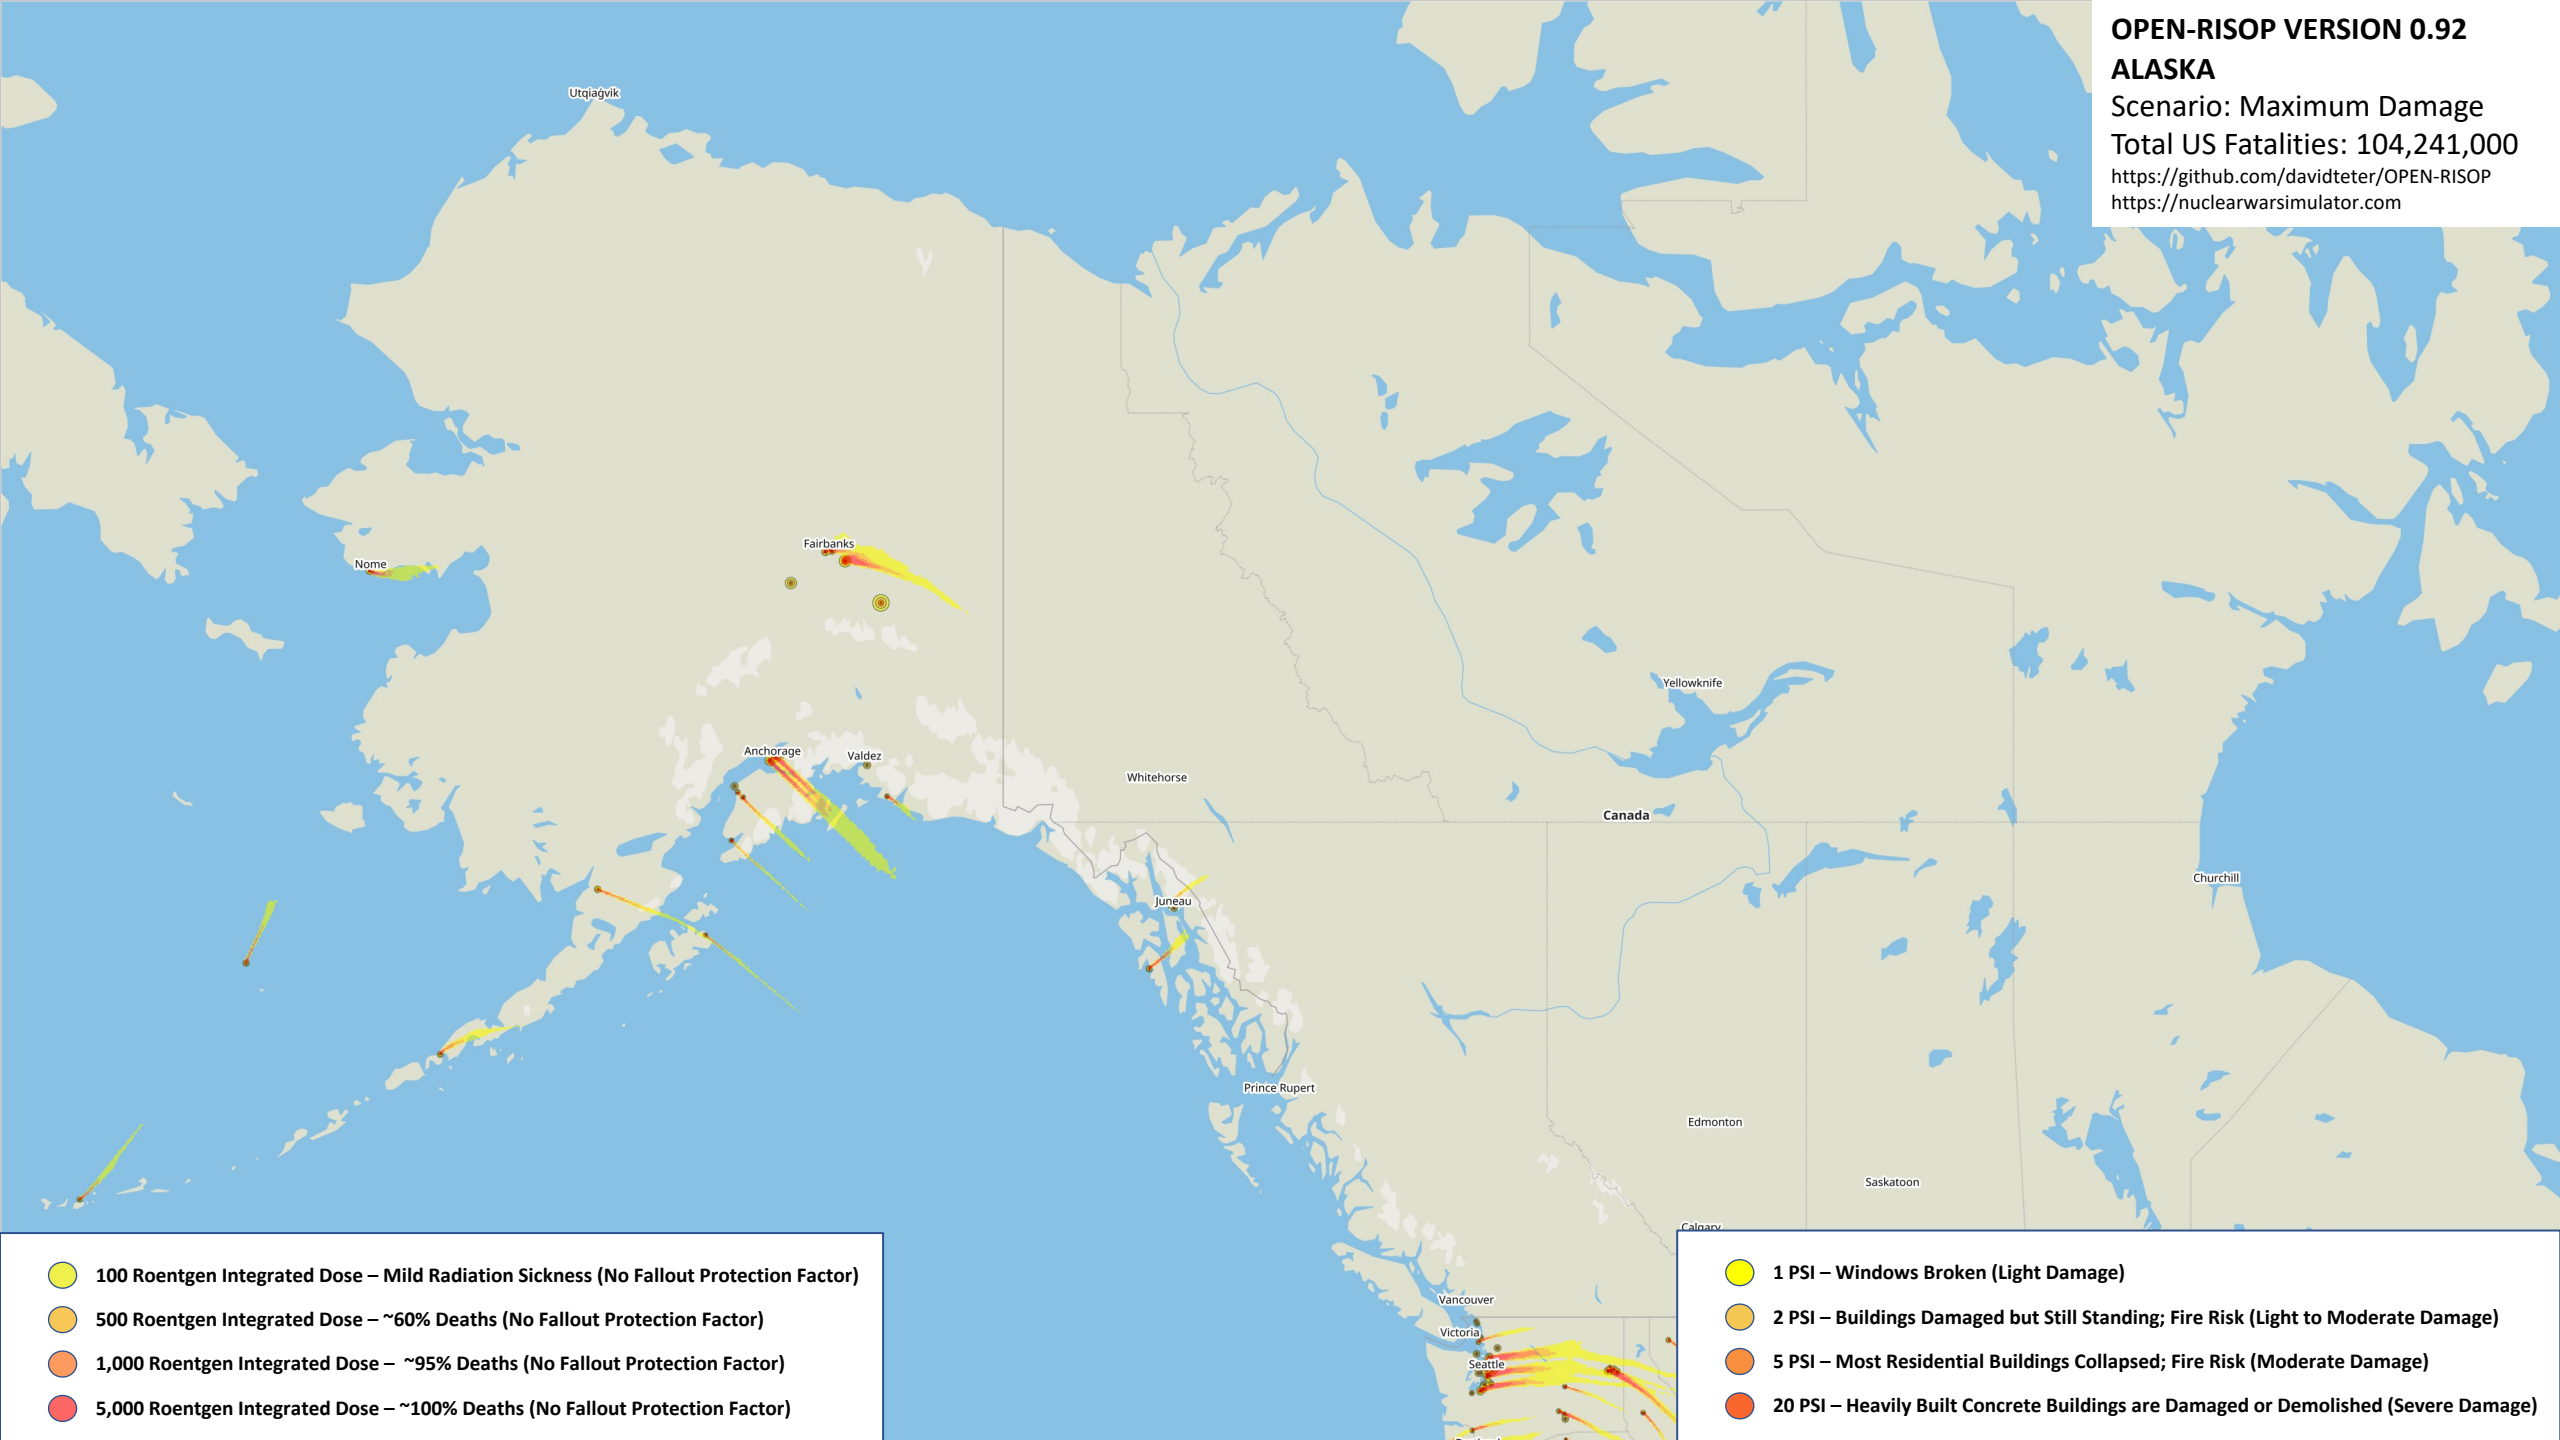 OPEN-RISOP VERSION 0.92
ALASKA
Scenario: Maximum Damage
Total US Fatalities: 104,241,000
https://github.com/davidteter/OPEN-RISOP
https://nuclearwarsimulator.com
Utqiaġvik
Fairbanks
Nome
Yellowknife
Anchorage
Valdez
Whitehorse
Canada
Churchill
Juneau
Prince Rupert
Edmonton
Saskatoon
Calgary
Vancouver
Victoria
Seattle
100 Roentgen Integrated Dose – Mild Radiation Sickness (No Fallout Protection Factor)
500 Roentgen Integrated Dose – ~60% Deaths (No Fallout Protection Factor)
1,000 Roentgen Integrated Dose – ~95% Deaths (No Fallout Protection Factor)
5,000 Roentgen Integrated Dose – ~100% Deaths (No Fallout Protection Factor)
1 PSI – Windows Broken (Light Damage)
2 PSI – Buildings Damaged but Still Standing; Fire Risk (Light to Moderate Damage)
5 PSI – Most Residential Buildings Collapsed; Fire Risk (Moderate Damage)
20 PSI – Heavily Built Concrete Buildings are Damaged or Demolished (Severe Damage)